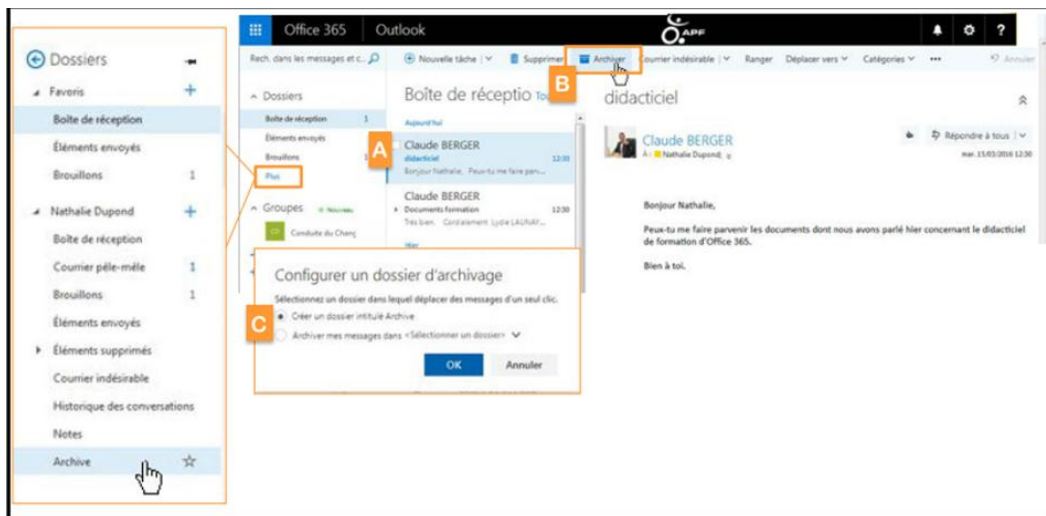 Dossiers
Favoris
Boîte de réception
Éléments envoyés
Brouillons 1
Nathalie Dupond
Boîte de réception
Courrier pêle-mêle 1
Brouillons 1
Éléments envoyés
Éléments supprimés
Courrier indésirable
Historique des conversations
Notes
Archive
Office 365 Outlook
APF
?
Rech. dans les messages et c..
Nouvelle tâche
Supprimer
Archiver
Courrier indésirable
Ranger
Déplacer vers
Catégories
•••
Annuler
B
Dossiers
Boîte de réception 1
Éléments envoyés
Brouillons
Plus
Groupes
Nouveau
Conduite du Chang
Boîte de réceptio
Aujourd'hui
A
Claude BERGER
didacticiel 12:30
Bonjour Nathalie, Peux-tu me faire parv...
Claude BERGER
Documents formation 12:30
Très bien. Cordialement Lydie LAUNAY...
Hier
didacticiel
Claude BERGER
À : Nathalie Dupond;
Répondre à tous
mar. 15/03/2016 12:30
Bonjour Nathalie,
Peux-tu me faire parvenir les documents dont nous avons parlé hier concernant le didacticiel
de formation d'Office 365.
Bien à toi.
Configurer un dossier d'archivage
Sélectionnez un dossier dans lequel déplacer des messages d'un seul clic.
C
Créer un dossier intitulé Archive
Archiver mes messages dans <Sélectionner un dossier>
OK Annuler